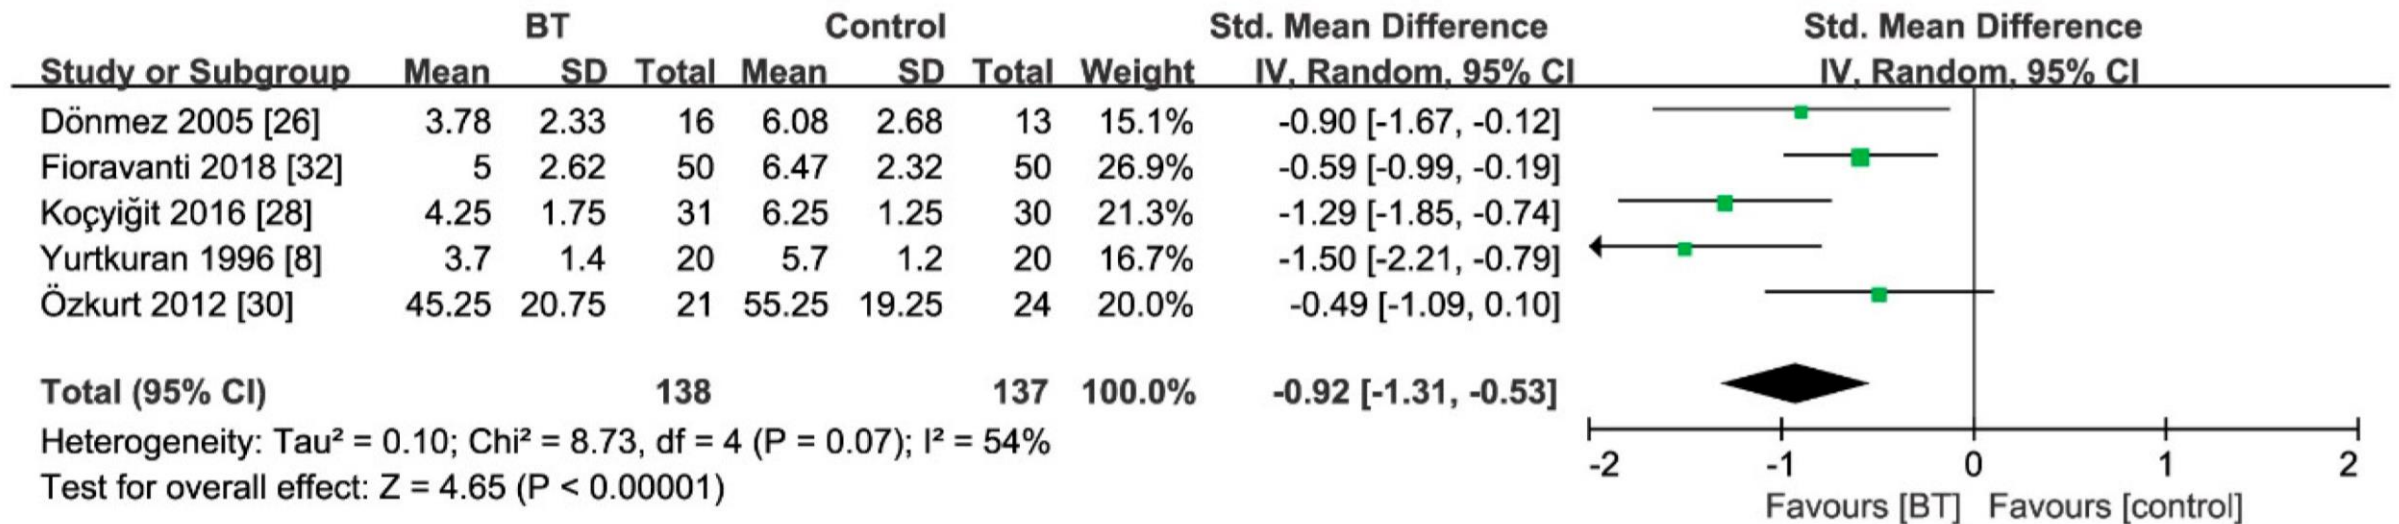 BT Control Std. Mean Difference Std. Mean Difference
Study or Subgroup Mean SD Total Mean SD Total Weight IV, Random, 95% CI IV, Random, 95% CI
Dönmez 2005 [26] 3.78 2.33 16 6.08 2.68 13 15.1% -0.90 [-1.67, -0.12]
Fioravanti 2018 [32] 5 2.62 50 6.47 2.32 50 26.9% -0.59 [-0.99, -0.19]
Koçyiğit 2016 [28] 4.25 1.75 31 6.25 1.25 30 21.3% -1.29 [-1.85, -0.74]
Yurtkuran 1996 [8] 3.7 1.4 20 5.7 1.2 20 16.7% -1.50 [-2.21, -0.79]
Özkurt 2012 [30] 45.25 20.75 21 55.25 19.25 24 20.0% -0.49 [-1.09, 0.10]
Total (95% CI) 138 137 100.0% -0.92 [-1.31, -0.53]
Heterogeneity: Tau² = 0.10; Chi² = 8.73, df = 4 (P = 0.07); I² = 54%
Test for overall effect: Z = 4.65 (P < 0.00001)
-2 -1 0 1 2
Favours [BT] Favours [control]